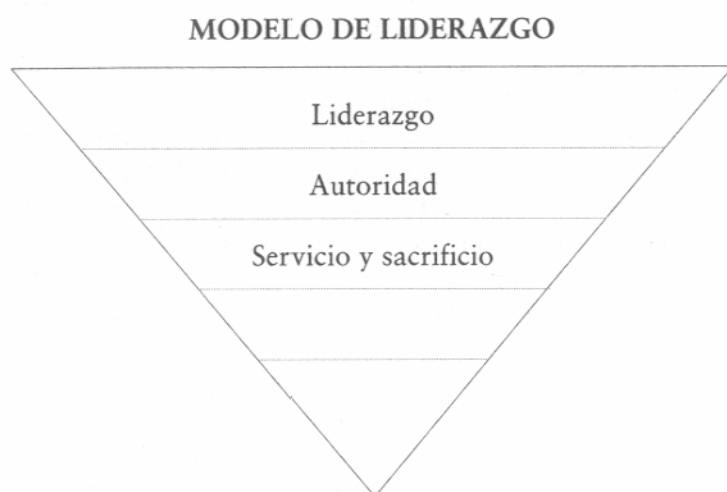 MODELO DE LIDERAZGO
Liderazgo
Autoridad
Servicio y sacrificio